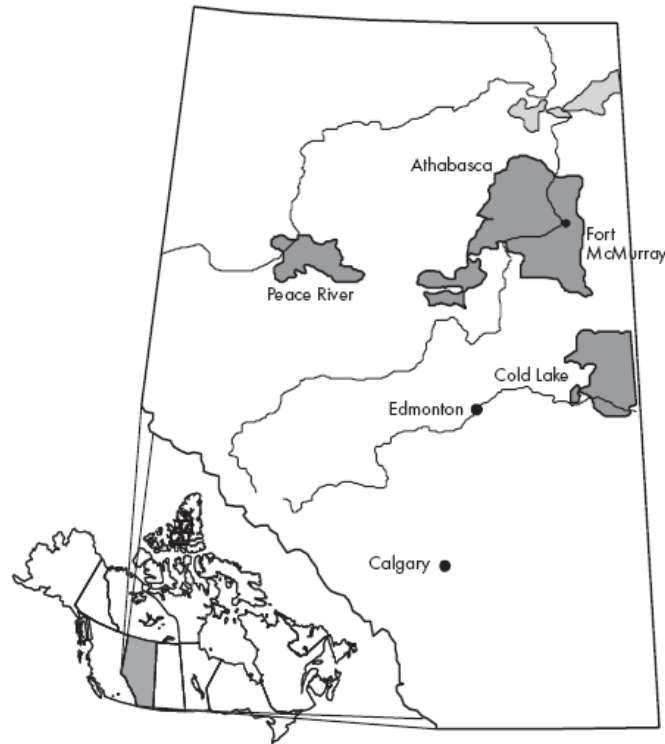 Athabasca
Fort
McMurray
Peace River
Cold Lake
Edmonton
Calgary